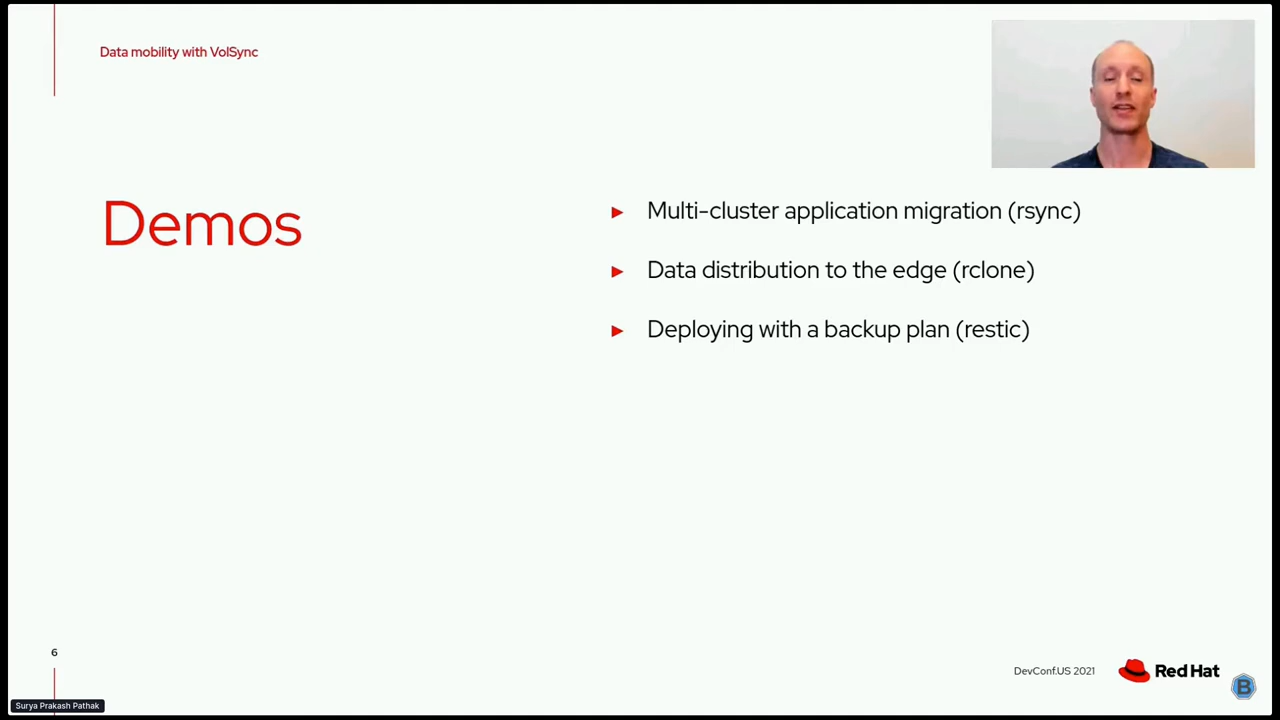 Data mobility with VolSync
Demos
► Multi-cluster application migration (rsync)
► Data distribution to the edge (rclone)
► Deploying with a backup plan (restic)
6
DevConf.US 2021
Red Hat
B
Surya Prakash Pathak